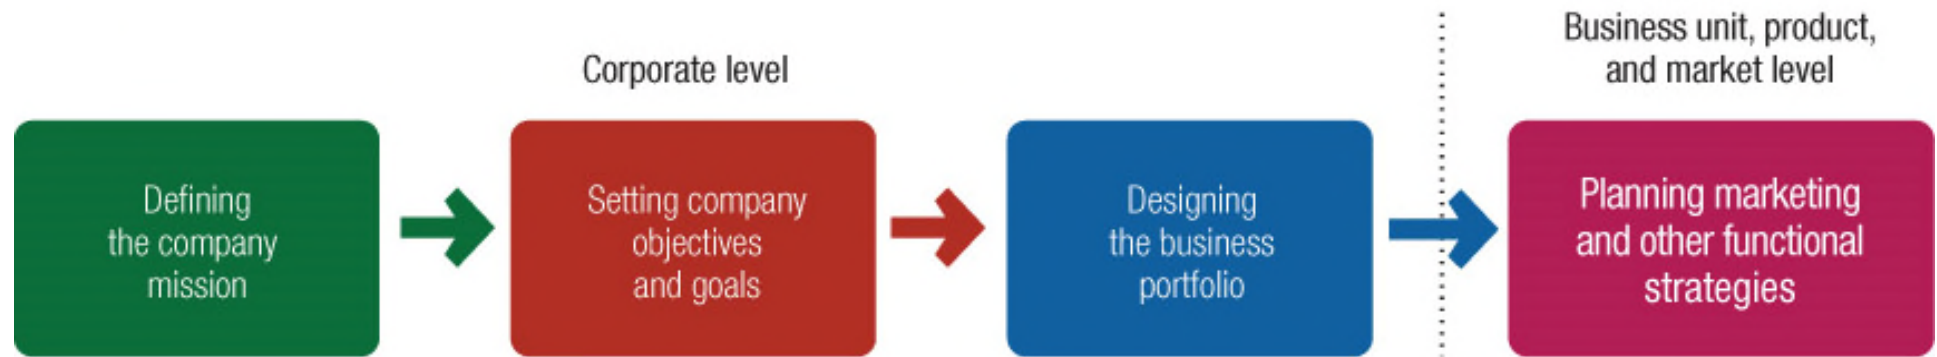 Corporate level
Business unit, product,
and market level
Defining
the company
mission
Setting company
objectives
and goals
Designing
the business
portfolio
Planning marketing
and other functional
strategies